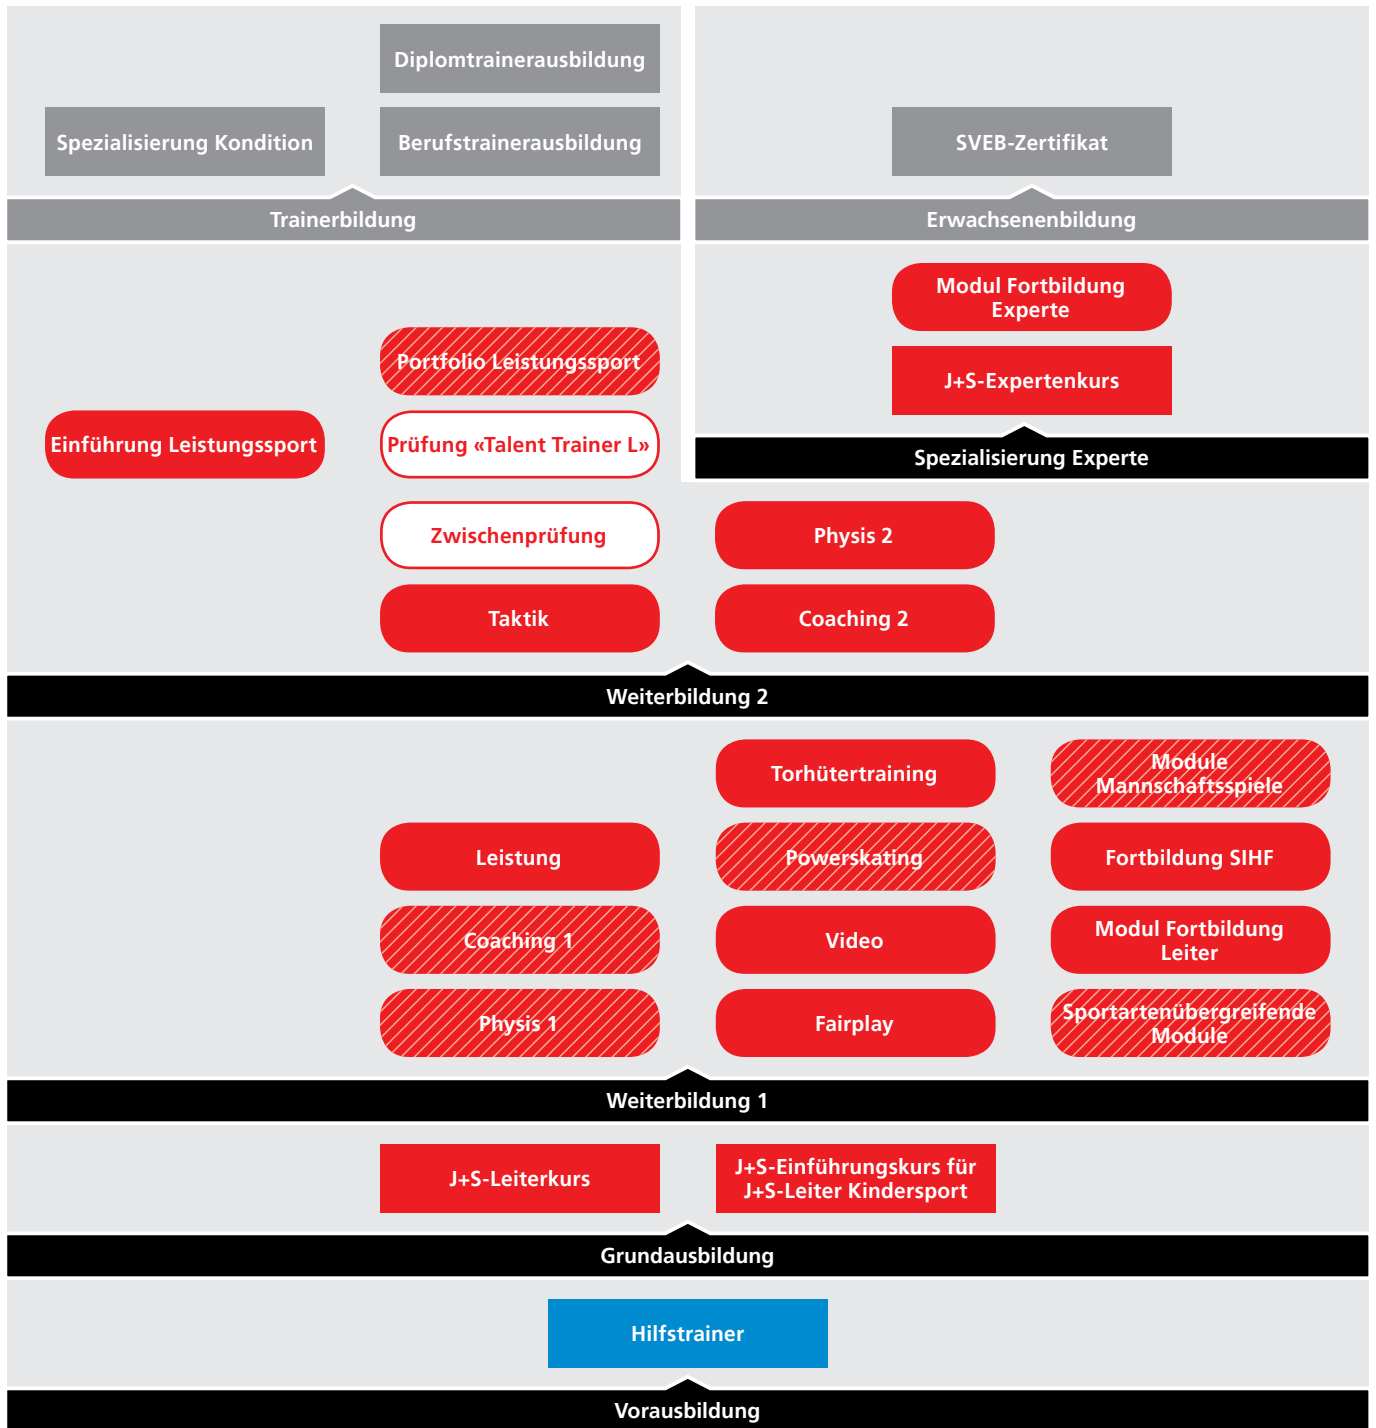 Diplomtrainerausbildung
Spezialisierung Kondition
Berufstrainerausbildung
SVEB-Zertifikat
Trainerbildung
Erwachsenenbildung
Modul Fortbildung
Experte
Portfolio Leistungssport
J+S-Expertenkurs
Einführung Leistungssport
Prüfung «Talent Trainer L»
Spezialisierung Experte
Zwischenprüfung
Physis 2
Taktik
Coaching 2
Weiterbildung 2
Torhütertraining
Module
Mannschaftsspiele
Leistung
Powerskating
Fortbildung SIHF
Coaching 1
Video
Modul Fortbildung
Leiter
Physis 1
Fairplay
Sportartenübergreifende
Module
Weiterbildung 1
J+S-Leiterkurs
J+S-Einführungskurs für
J+S-Leiter Kindersport
Grundausbildung
Hilfstrainer
Vorausbildung